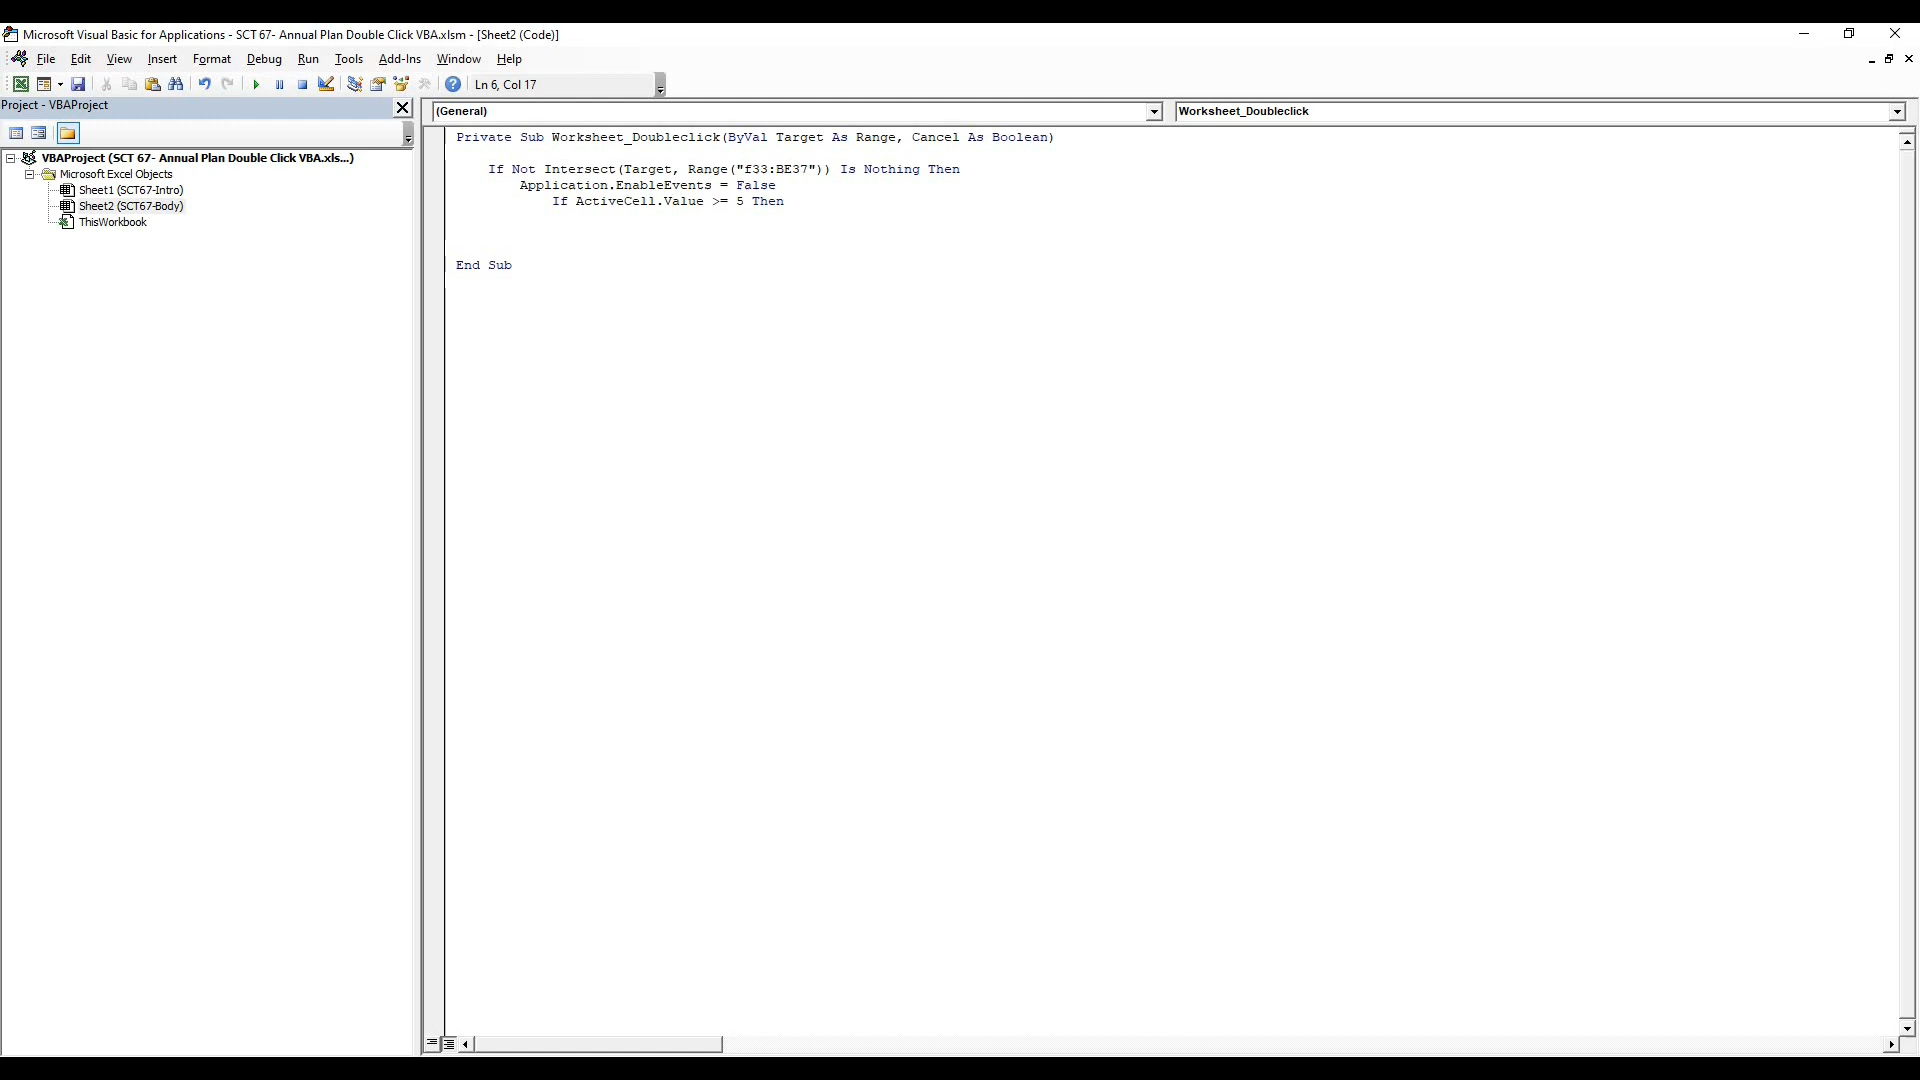 Microsoft Visual Basic for Applications - SCT 67- Annual Plan Double Click VBA.xlsm - [Sheet2 (Code)]
File Edit View Insert Format Debug Run Tools Add-Ins Window Help
Ln 6, Col 17
Project - VBAProject
(General)
Worksheet_Doubleclick
VBAProject (SCT 67- Annual Plan Double Click VBA.xls...)
Microsoft Excel Objects
Sheet1 (SCT67-Intro)
Sheet2 (SCT67-Body)
ThisWorkbook
Private Sub Worksheet_Doubleclick(ByVal Target As Range, Cancel As Boolean)
If Not Intersect(Target, Range("f33:BE37")) Is Nothing Then
Application.EnableEvents = False
If ActiveCell.Value >= 5 Then
End Sub